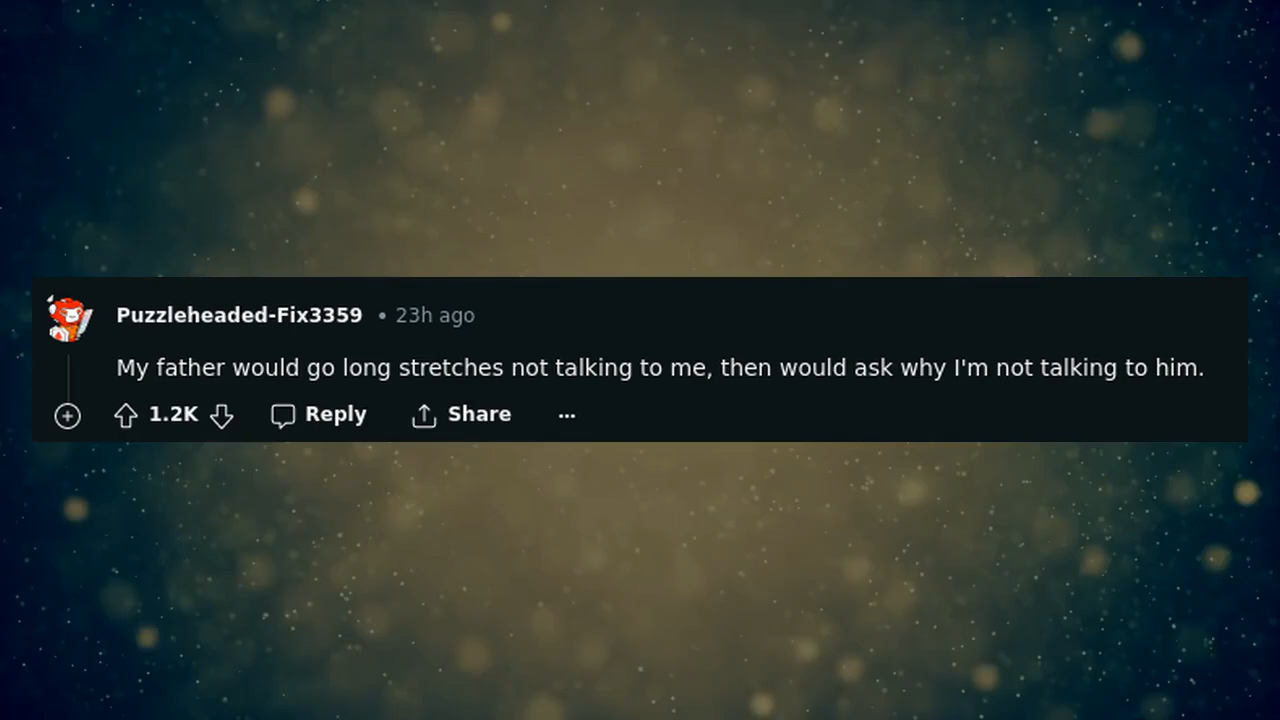 Puzzleheaded-Fix3359 • 23h ago
My father would go long stretches not talking to me, then would ask why I'm not talking to him.
1.2K Reply Share ...